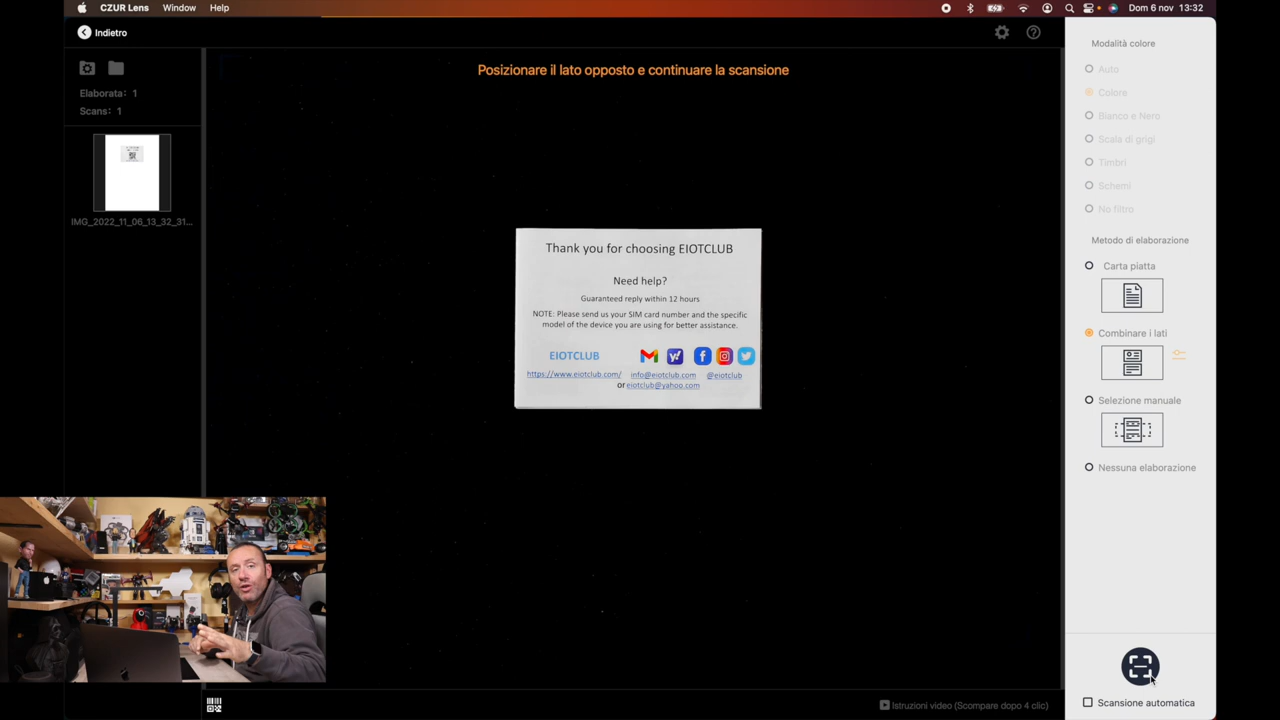 CZUR Lens Window Help
Dom 6 nov 13:32
Indietro
Elaborata: 1
Scans: 1
IMG_2022_11_06_13_32_31...
Posizionare il lato opposto e continuare la scansione
Thank you for choosing EIOTCLUB
Need help?
Guaranteed reply within 12 hours
NOTE: Please send us your SIM card number and the specific
model of the device you are using for better assistance.
EIOTCLUB
https://www.eiotclub.com/ info@eiotclub.com @eiotclub
or eiotclub@yahoo.com
Istruzioni video (Scompare dopo 4 clic)
Modalità colore
Auto
Colore
Bianco e Nero
Scala di grigi
Timbri
Schemi
No filtro
Metodo di elaborazione
Carta piatta
Combinare i lati
Selezione manuale
Nessuna elaborazione
Scansione automatica